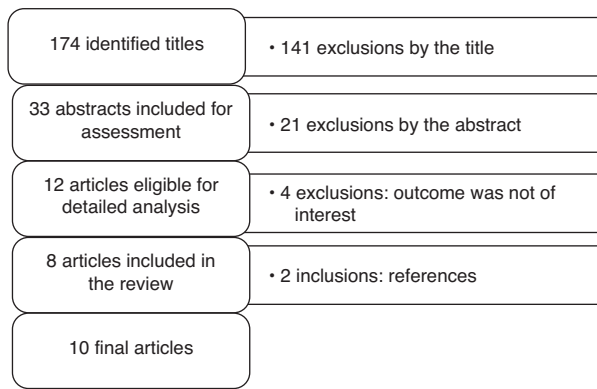 174 identified titles
• 141 exclusions by the title
33 abstracts included for
assessment
• 21 exclusions by the abstract
12 articles eligible for
detailed analysis
• 4 exclusions: outcome was not of
interest
8 articles included in
the review
• 2 inclusions: references
10 final articles